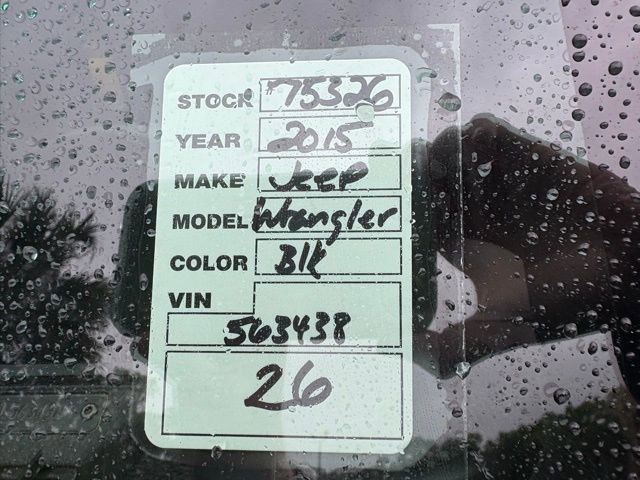 STOCK 75326
YEAR 2015
MAKE JEEP
MODEL Wrangler
COLOR Blk
VIN
563438
26